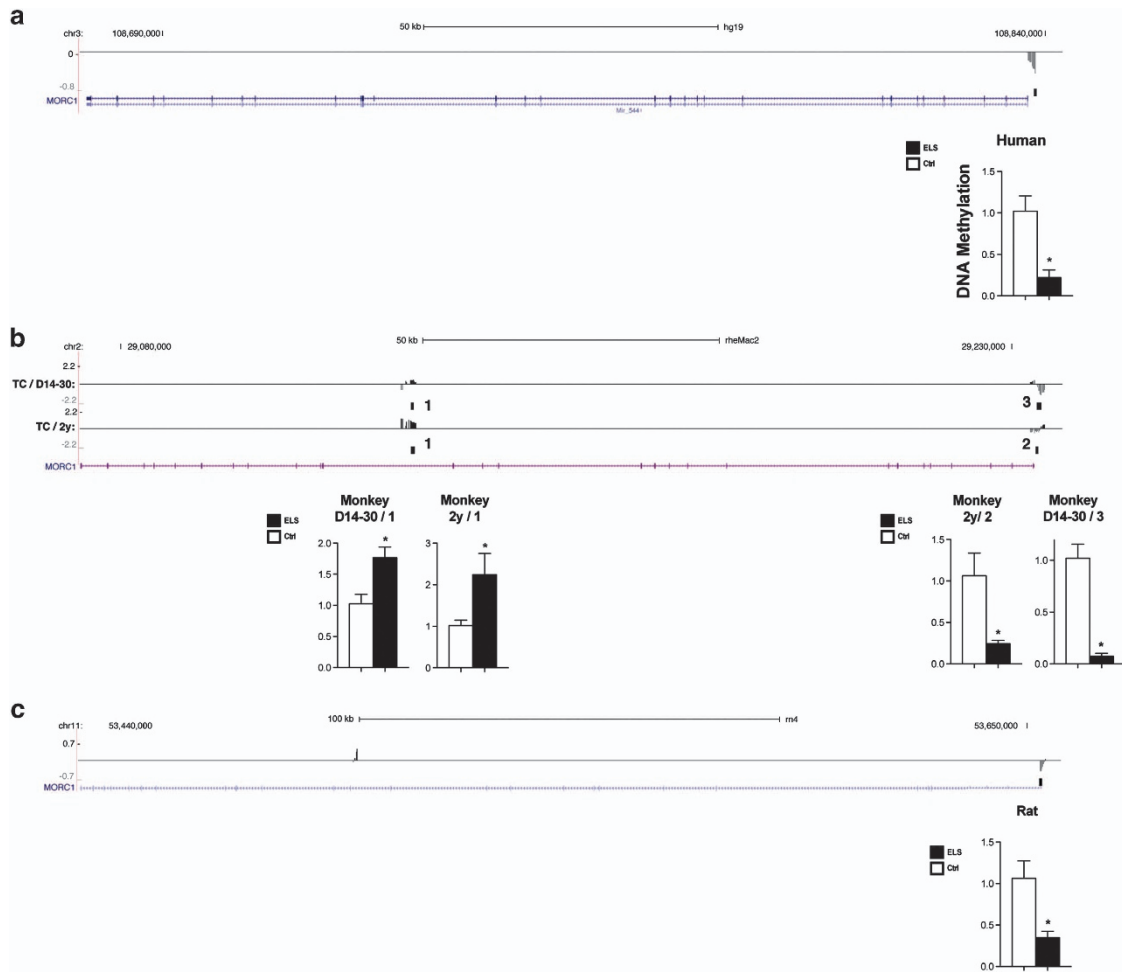 a
50 kb hg19
chr3: 108,690,000 108,840,000
0
-0.8
MORC1
Mir_544
ELS
Ctrl
Human
DNA Methylation
1.5
1.0
0.5
0.0
*
b
50 kb rheMac2
chr2: 29,080,000 29,230,000
2.2
TC / D14-30:
-2.2
1 3
2.2
TC / 2y:
-2.2
1 2
MORC1
ELS
Ctrl
Monkey
D14-30 / 1
2.0
1.5
1.0
0.5
0.0
*
Monkey
2y / 1
3
2
1
0
*
ELS
Ctrl
Monkey
2y/ 2
1.5
1.0
0.5
0.0
*
Monkey
D14-30 / 3
1.0
0.5
0.0
*
c
100 kb rn4
chr11: 53,440,000 53,650,000
0.7
-0.7
MORC1
Rat
ELS
Ctrl
1.5
1.0
0.5
0.0
*